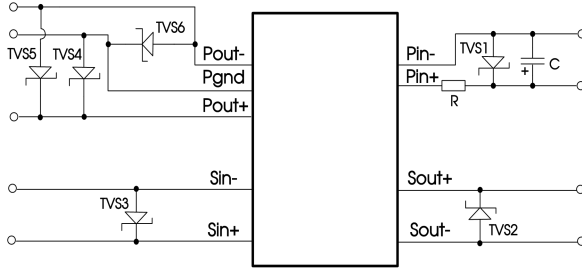 TVS6
TVS5 TVS4
Pout-
Pgnd
Pout+
Pin-
Pin+
TVS1
+
C
R
Sin-
TVS3
Sin+
Sout+
Sout-
TVS2